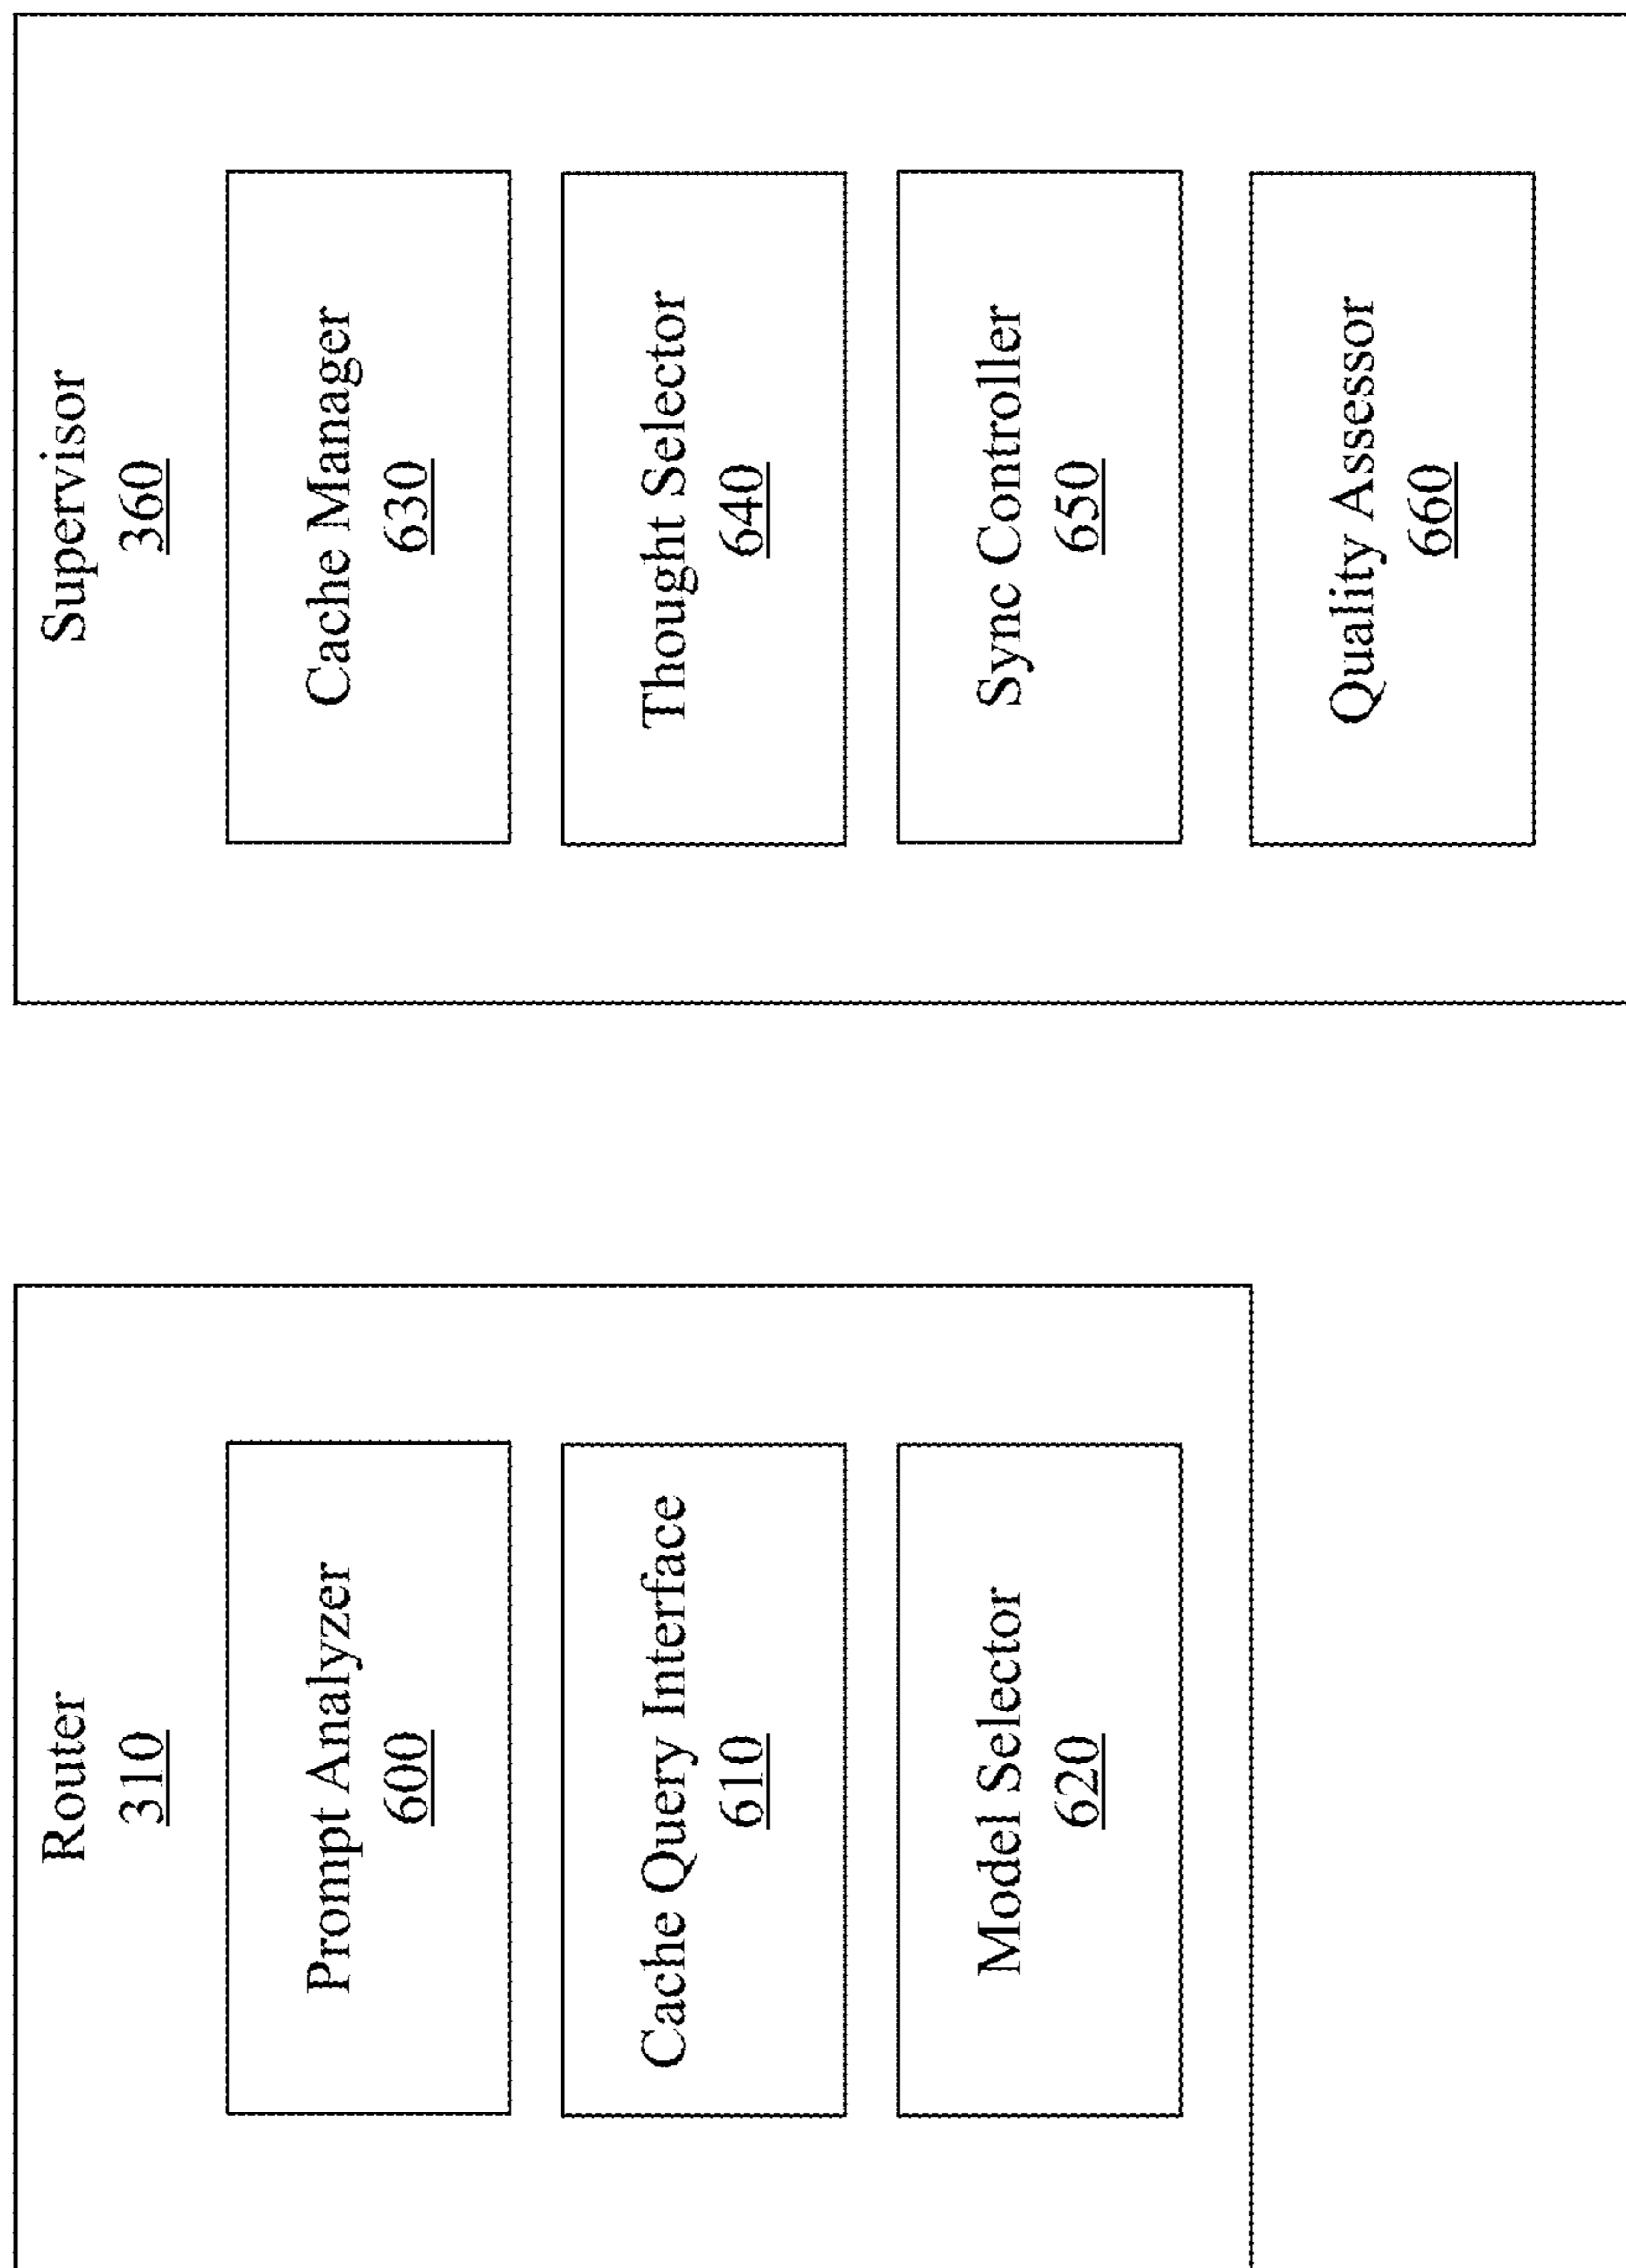 Router
310
Prompt Analyzer
600
Cache Query Interface
610
Model Selector
620
Supervisor
360
Cache Manager
630
Thought Selector
640
Sync Controller
650
Quality Assessor
660